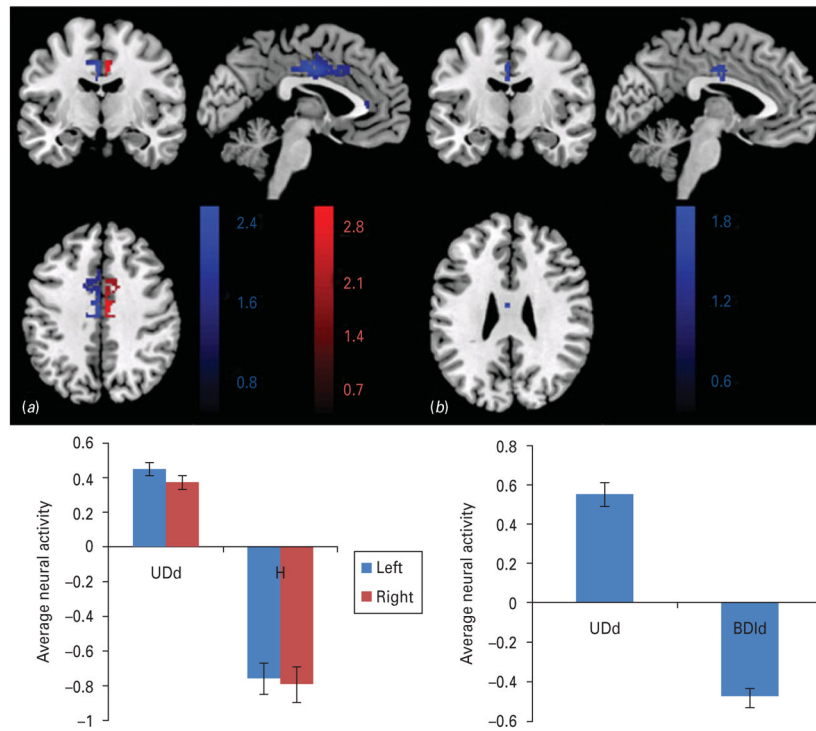 2.4
1.6
0.8
2.8
2.1
1.4
0.7
1.8
1.2
0.6
(a)
(b)
Average neural activity
0.6
0.4
0.2
0
–0.2
–0.4
–0.6
–0.8
–1
UDd
H
Left
Right
Average neural activity
0.8
0.6
0.4
0.2
0
–0.2
–0.4
–0.6
UDd
BDId